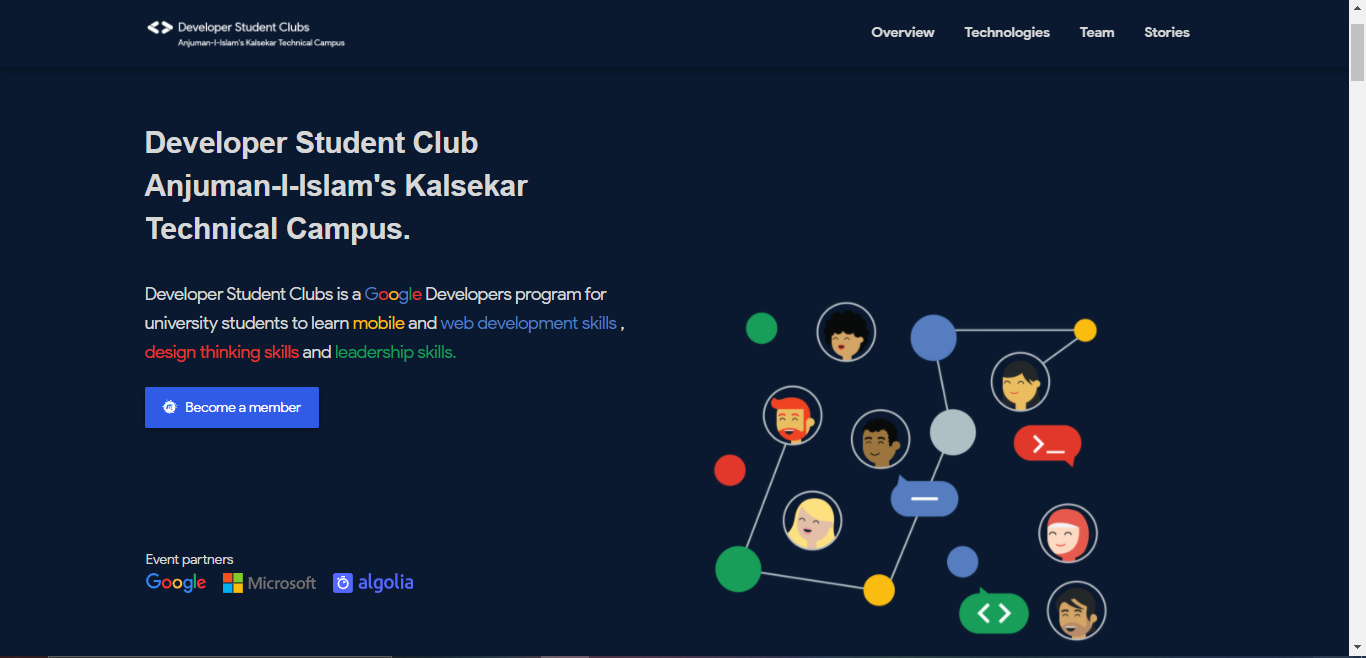 Developer Student Clubs
Anjuman-I-Islam's Kalsekar Technical Campus
Overview Technologies Team Stories
Developer Student Club
Anjuman-I-Islam's Kalsekar
Technical Campus.
Developer Student Clubs is a Google Developers program for
university students to learn mobile and web development skills ,
design thinking skills and leadership skills.
Become a member
Event partners
Google Microsoft algolia